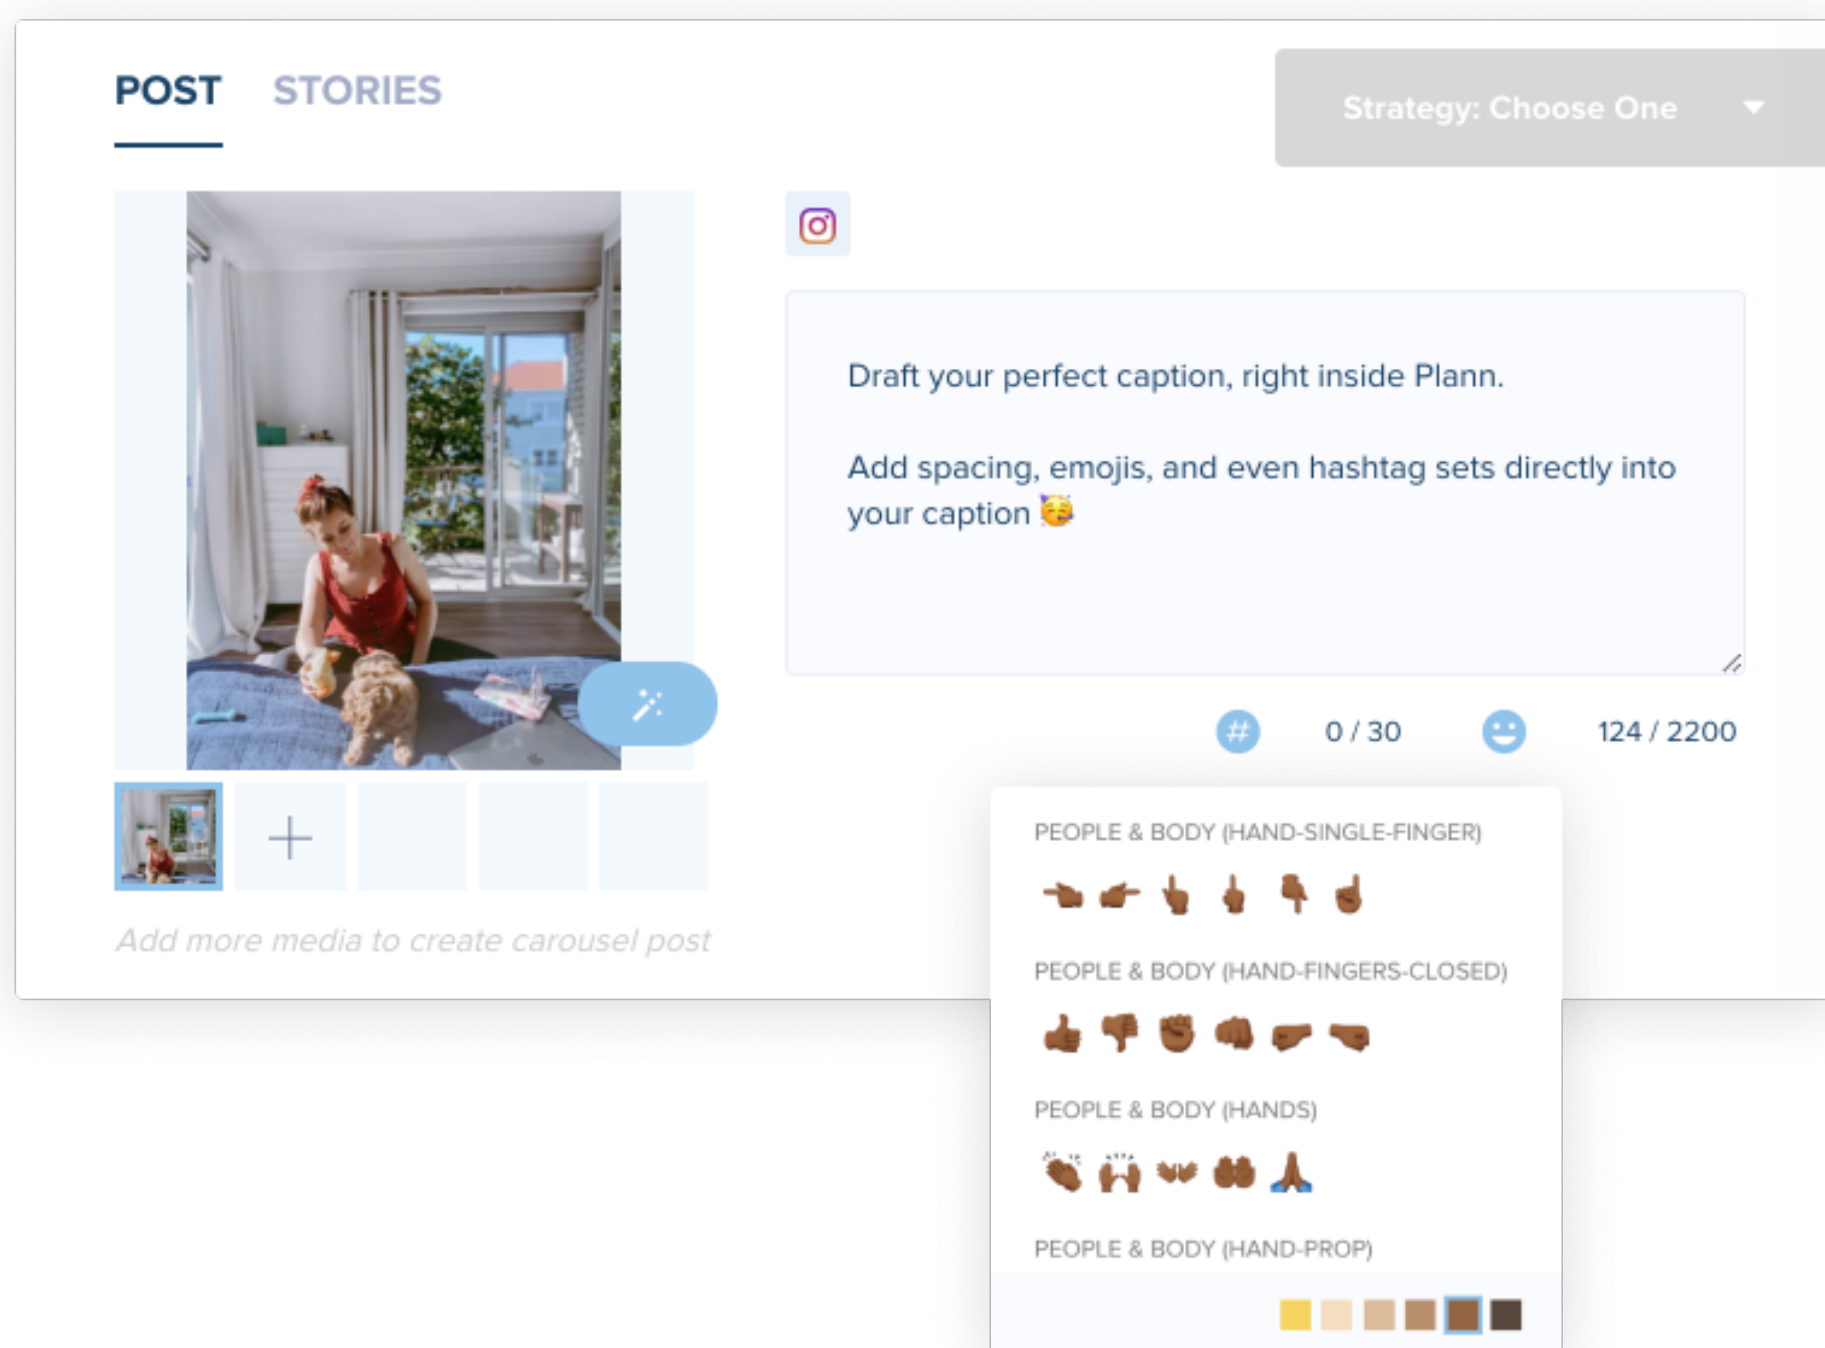 POST STORIES
Strategy: Choose One
Draft your perfect caption, right inside Plann.
Add spacing, emojis, and even hashtag sets directly into
your caption 🥳
# 0 / 30 124 / 2200
Add more media to create carousel post
PEOPLE & BODY (HAND-SINGLE-FINGER)
PEOPLE & BODY (HAND-FINGERS-CLOSED)
PEOPLE & BODY (HANDS)
PEOPLE & BODY (HAND-PROP)